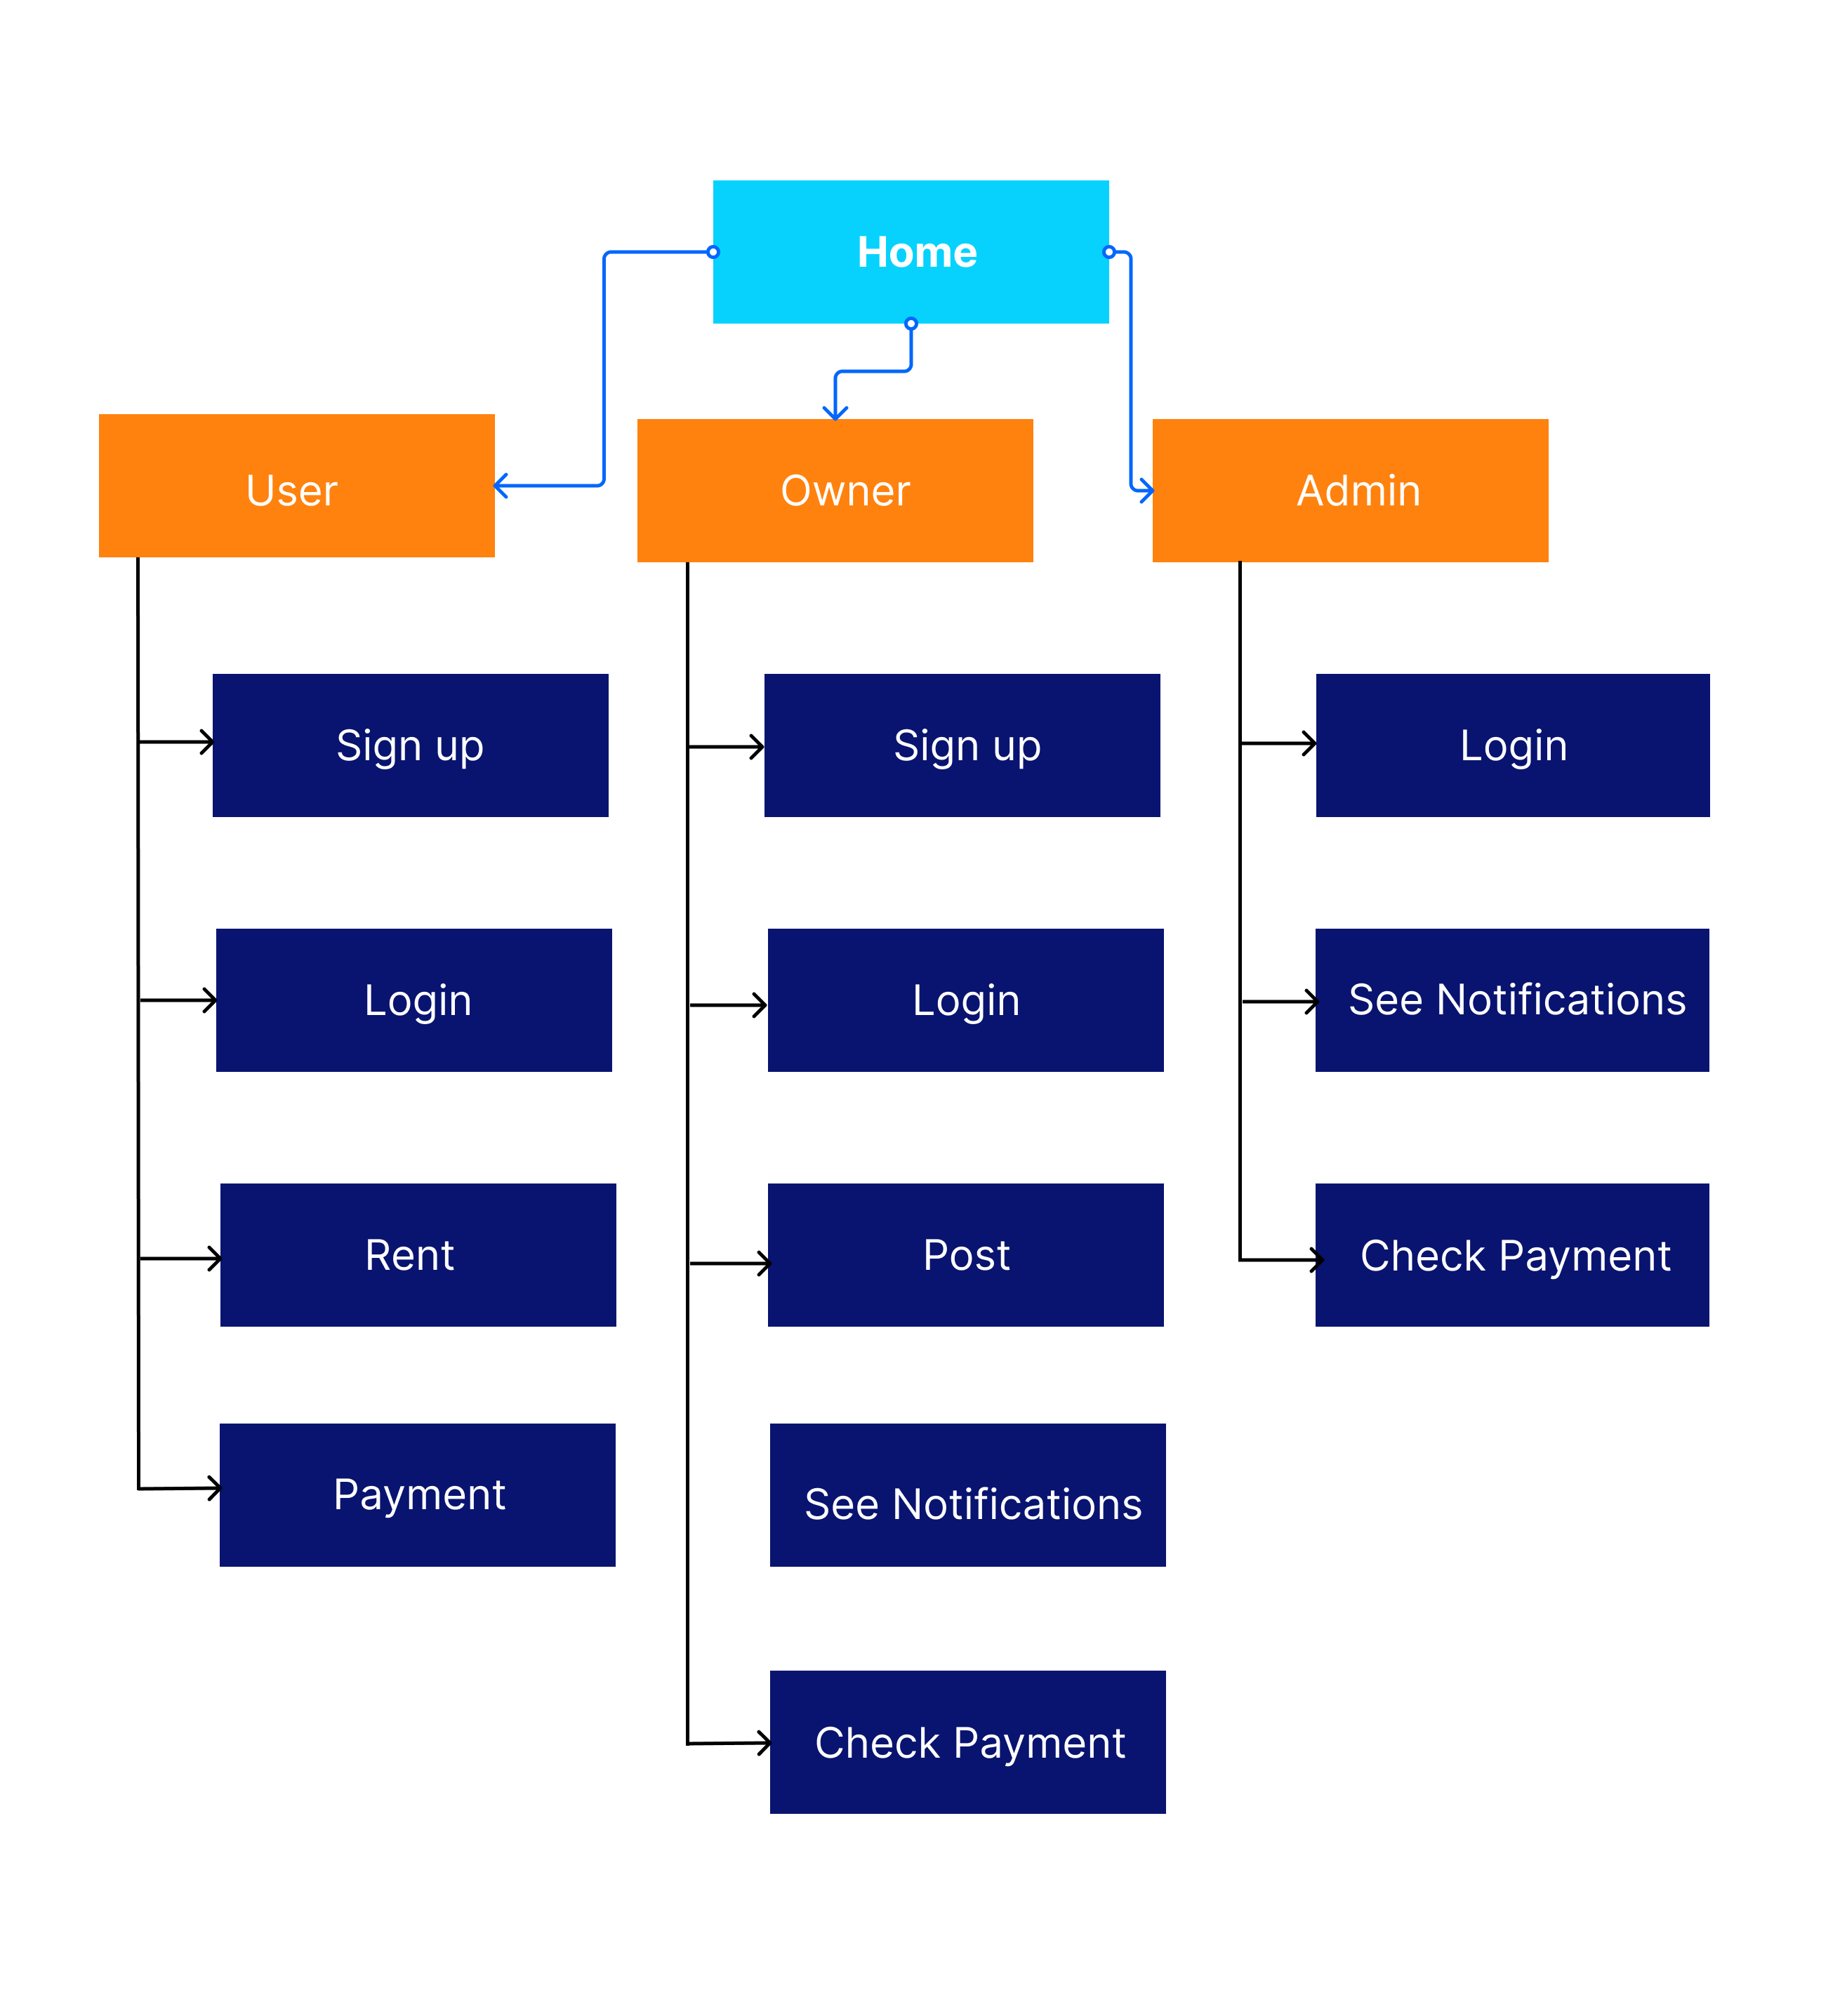 Home
User
Owner
Admin
Sign up
Sign up
Login
Login
Login
See Notifications
Rent
Post
Check Payment
Payment
See Notifications
Check Payment